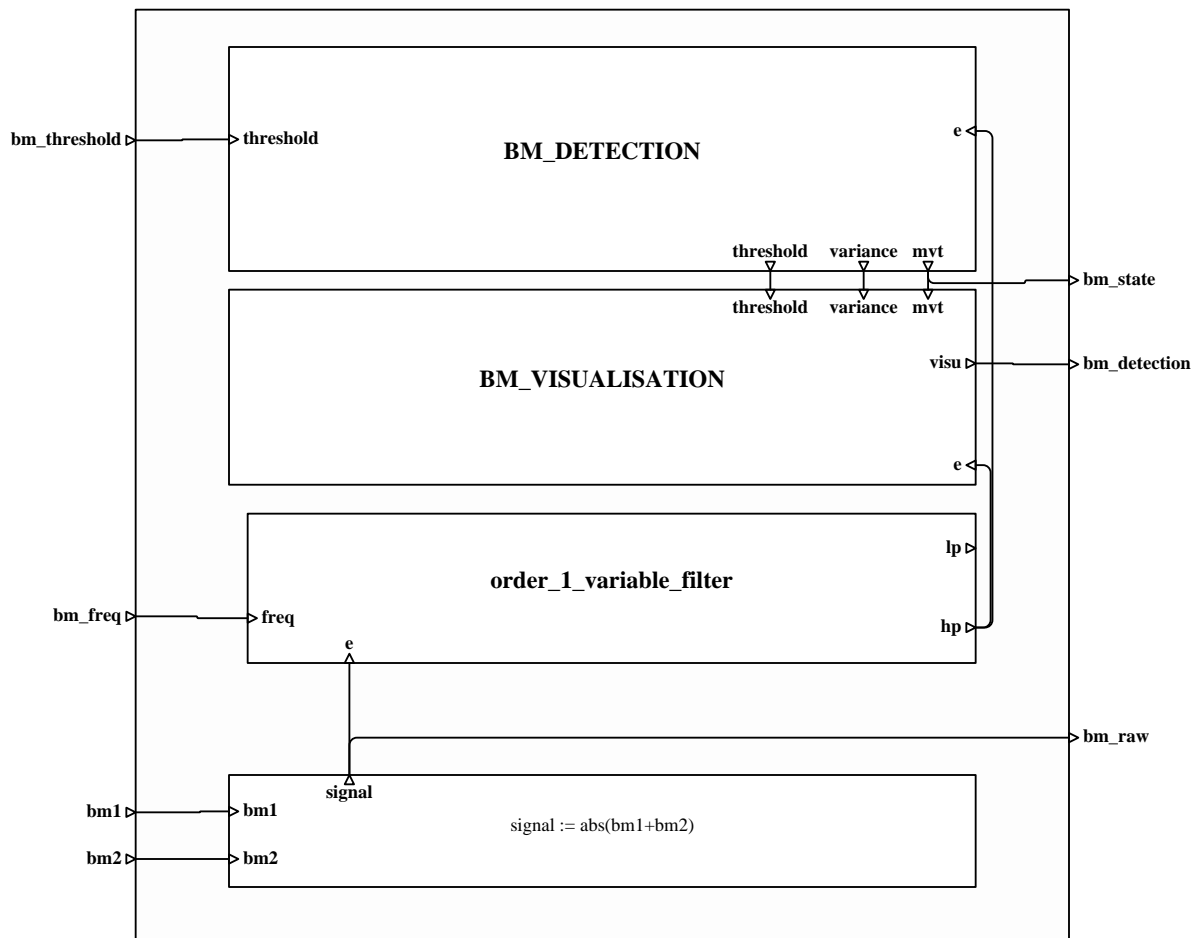 bm_threshold
threshold
BM_DETECTION
e
threshold variance mvt
bm_state
threshold variance mvt
BM_VISUALISATION
visu
bm_detection
e
lp
order_1_variable_filter
bm_freq
freq
hp
e
bm_raw
signal
bm1
bm1
signal := abs(bm1+bm2)
bm2
bm2